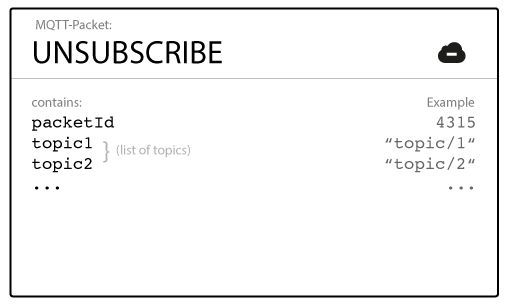 MQTT-Packet:
UNSUBSCRIBE
contains: Example
packetId 4315
topic1 } (list of topics) “topic/1“
topic2 “topic/2“
... ...